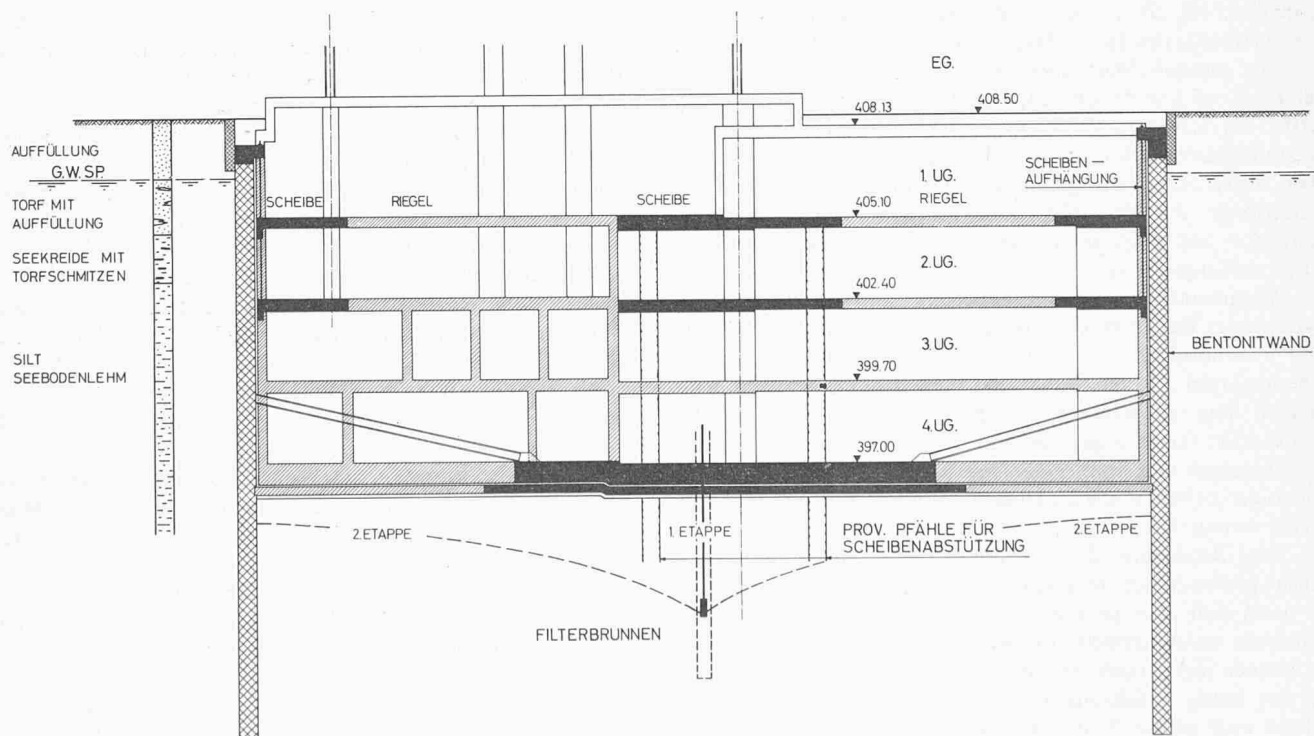 EG.
408.13
408.50
AUFFÜLLUNG
G.W. SP.
TORF MIT
AUFFÜLLUNG
SEEKREIDE MIT
TORFSCHMITZEN
SILT
SEEBODENLEHM
SCHEIBE
RIEGEL
SCHEIBE
1. UG.
RIEGEL
SCHEIBEN —
AUFHÄNGUNG
405.10
2. UG.
402.40
3. UG.
399.70
BENTONITWAND
4. UG.
397.00
2. ETAPPE
1. ETAPPE
PROV. PFÄHLE FÜR
SCHEIBENABSTÜTZUNG
2. ETAPPE
FILTERBRUNNEN